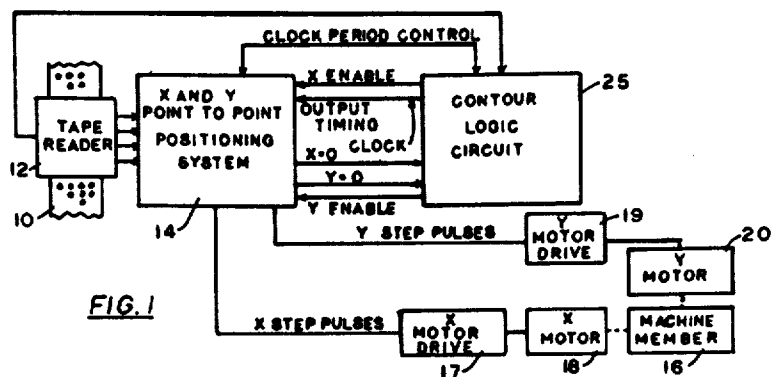 CLOCK PERIOD CONTROL
X ENABLE
OUTPUT
TIMING
CLOCK
X=0
Y=0
Y ENABLE
TAPE
READER
12
10
X AND Y
POINT TO POINT
POSITIONING
SYSTEM
14
CONTOUR
LOGIC
CIRCUIT
25
Y STEP PULSES
Y
MOTOR
DRIVE
19
Y
MOTOR
20
FIG. 1
X STEP PULSES
X
MOTOR
DRIVE
17
X
MOTOR
18
MACHINE
MEMBER
16